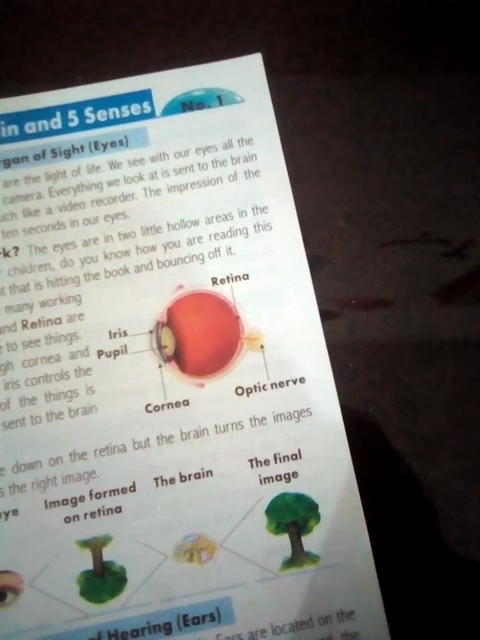 in and 5 Senses
No. 1
rgan of Sight (Eyes)
are the light of life. We see with our eyes all the
camera. Everything we look at is sent to the brain
uch like a video recorder. The impression of the
ten seconds in our eyes.
rk? The eyes are in two little hollow areas in the
children, do you know how you are reading this
t that is hitting the book and bouncing off it.
many working
and Retina are
to see things.
gh cornea and
iris controls the
of the things is
sent to the brain
Retina
Iris
Pupil
Cornea
Optic nerve
e down on the retina but the brain turns the images
s the right image.
eye
Image formed
on retina
The brain
The final
image
of Hearing (Ears)
Ears are located on the
the